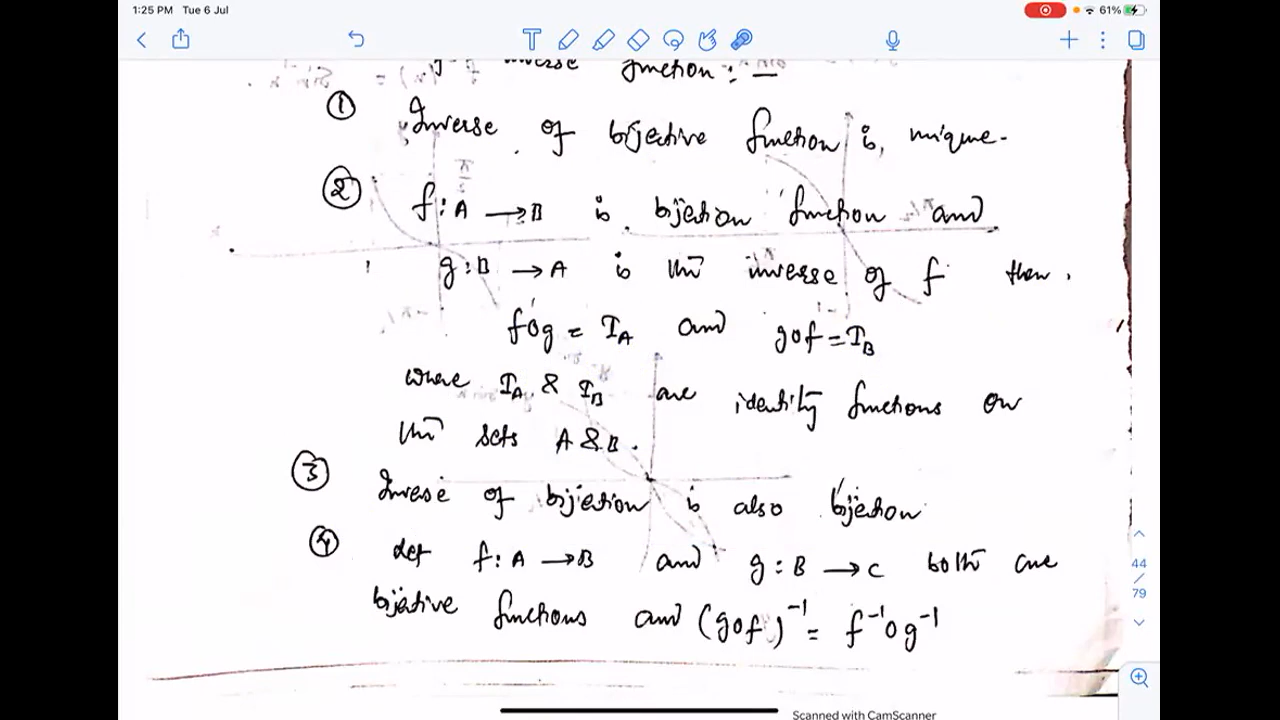 1:25 PM Tue 6 Jul
61%
inverse function : —
① Inverse of bijective function is, unique-
② f : A → B is bijection function and
g : B → A is the inverse of f then,
fog = I_A and gof = I_B
where I_A & I_B are identity functions on
the sets A & B.
③ Inverse of bijection is also bijection
④ Let f : A → B and g : B → C both are
bijective functions and (gof)⁻¹ = f⁻¹og⁻¹
44
/
79
Scanned with CamScanner